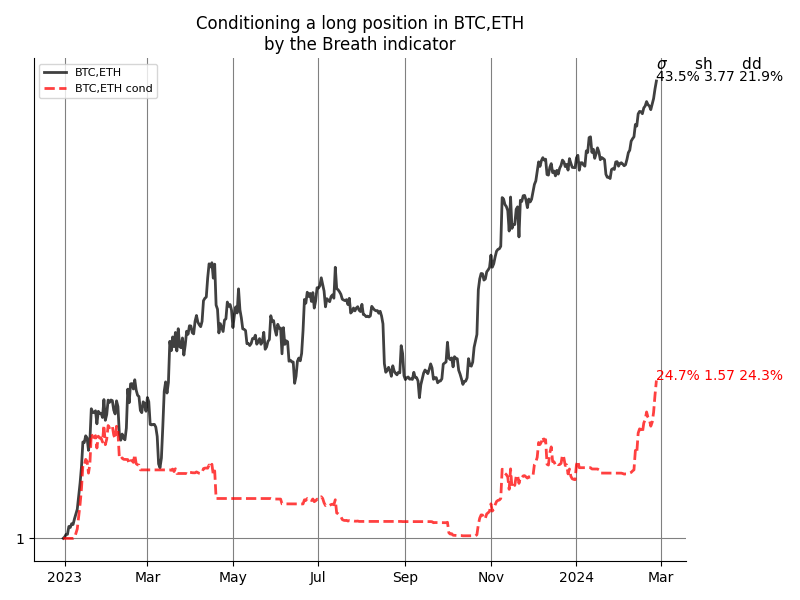 Conditioning a long position in BTC,ETH
by the Breath indicator
σ sh dd
BTC,ETH
BTC,ETH cond
43.5% 3.77 21.9%
24.7% 1.57 24.3%
1
2023 Mar May Jul Sep Nov 2024 Mar